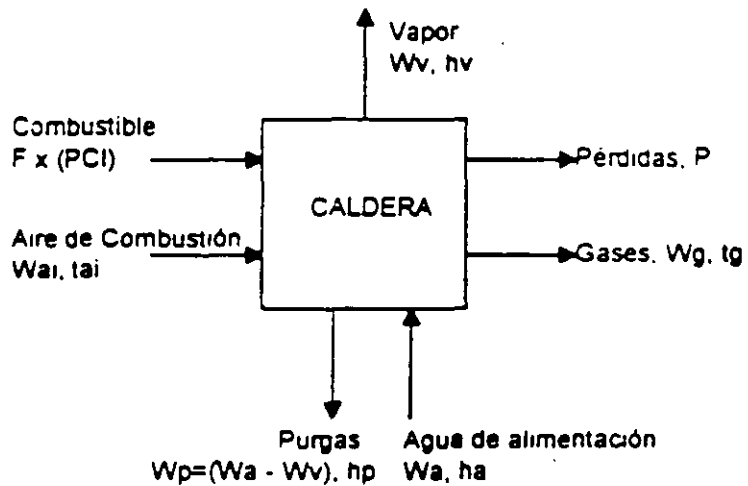 Vapor
Wv, hv
Combustible
F x (PCI)
Pérdidas, P
CALDERA
Aire de Combustión
Wai, tai
Gases, Wg, tg
Purgas
Wp=(Wa - Wv), hp
Agua de alimentación
Wa, ha